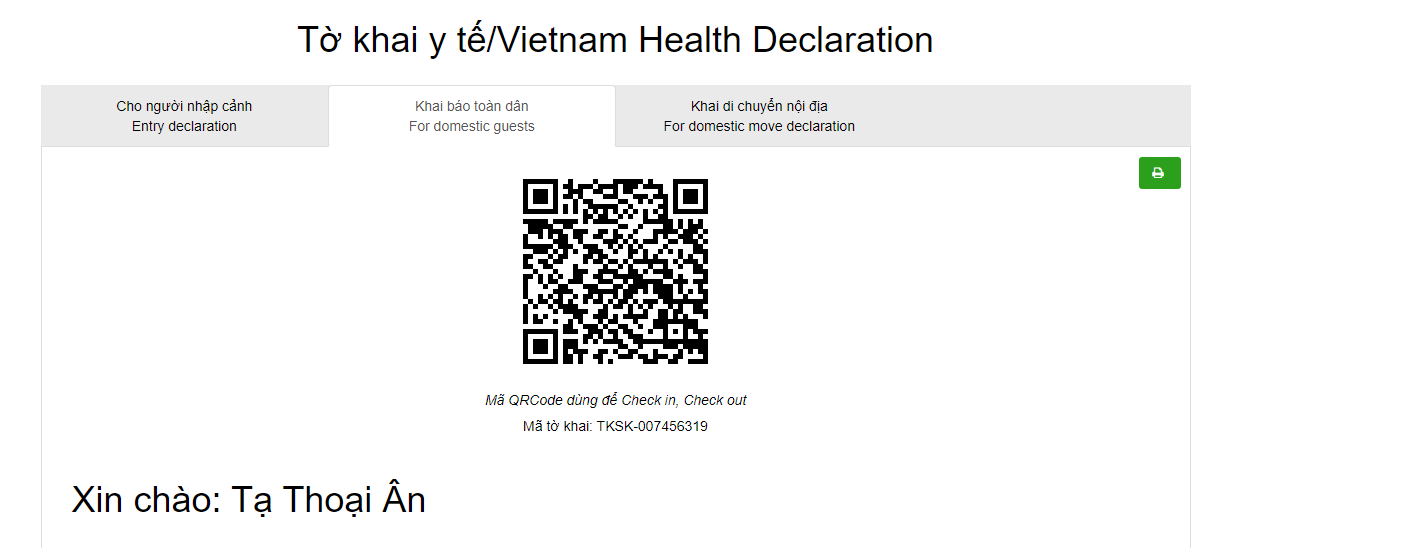 Tờ khai y tế/Vietnam Health Declaration
Cho người nhập cảnh
Entry declaration
Khai báo toàn dân
For domestic guests
Khai di chuyển nội địa
For domestic move declaration
Mã QRCode dùng để Check in, Check out
Mã tờ khai: TKSK-007456319
Xin chào: Tạ Thoại Ân